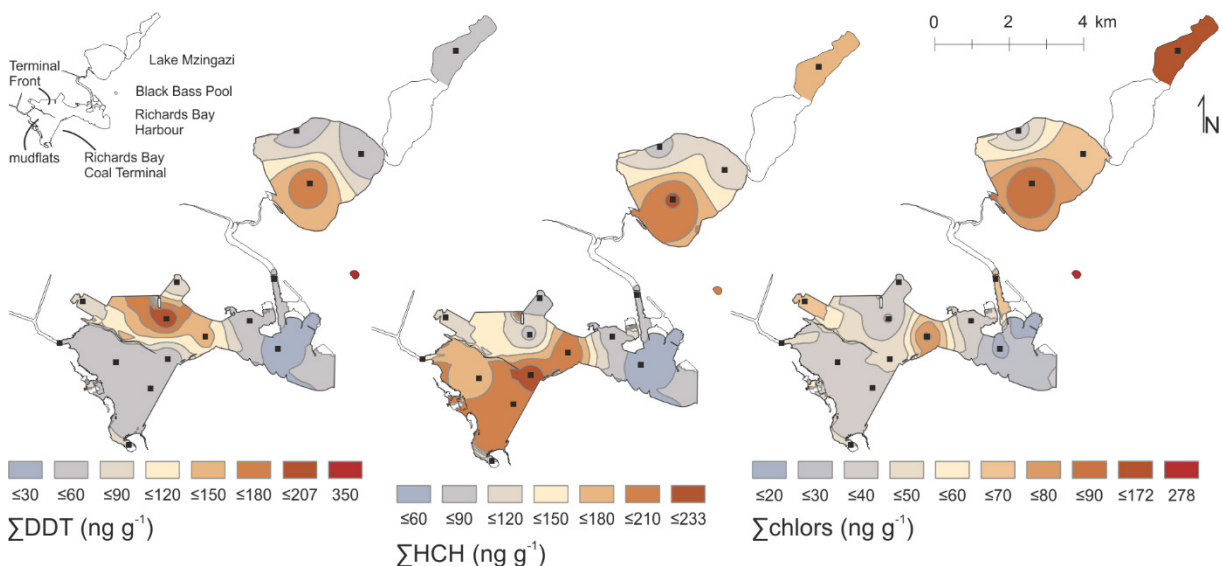 0 2 4 km
Lake Mzingazi
Terminal
Front
Black Bass Pool
Richards Bay
Harbour
mudflats
Richards Bay
Coal Terminal
N
≤30 ≤60 ≤90 ≤120 ≤150 ≤180 ≤207 350
∑DDT (ng g⁻¹)
≤60 ≤90 ≤120 ≤150 ≤180 ≤210 ≤233
∑HCH (ng g⁻¹)
≤20 ≤30 ≤40 ≤50 ≤60 ≤70 ≤80 ≤90 ≤172 278
∑chlors (ng g⁻¹)